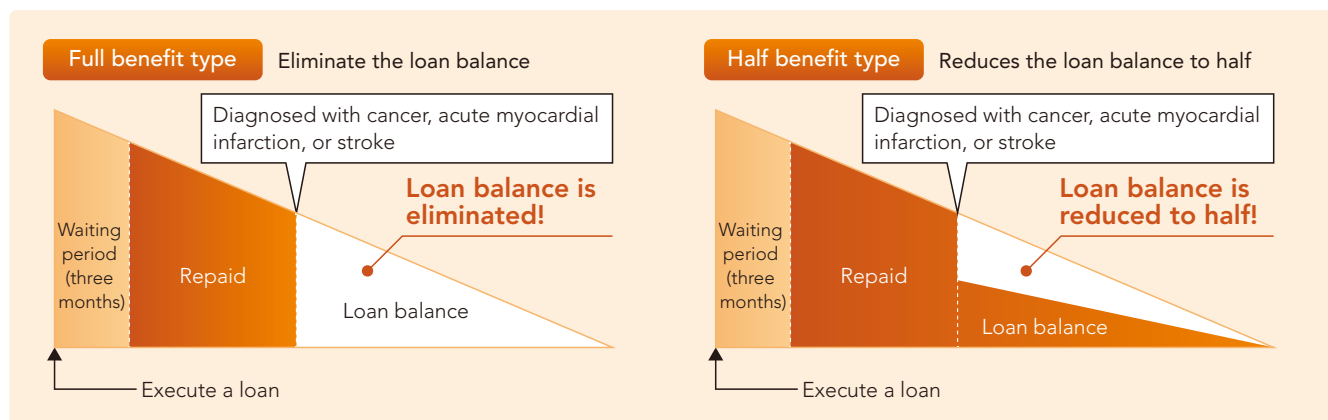 Full benefit type
Eliminate the loan balance
Diagnosed with cancer, acute myocardial
infarction, or stroke
Loan balance is
eliminated!
Waiting
period
(three
months)
Repaid
Loan balance
Execute a loan
Half benefit type
Reduces the loan balance to half
Diagnosed with cancer, acute myocardial
infarction, or stroke
Loan balance is
reduced to half!
Waiting
period
(three
months)
Repaid
Loan balance
Execute a loan